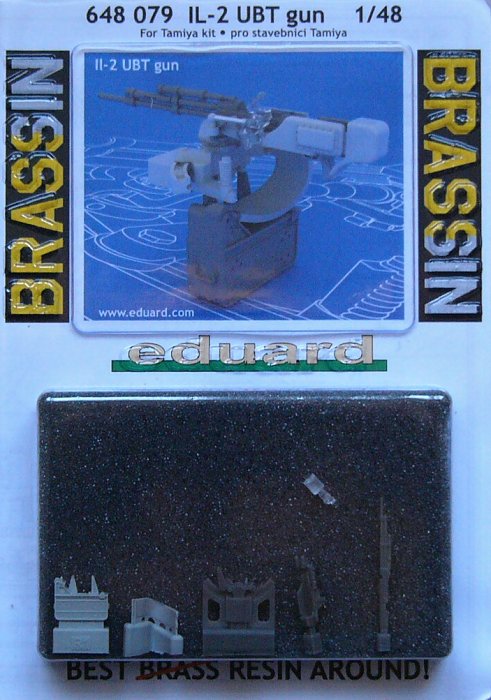 648 079 IL-2 UBT gun 1/48
For Tamiya kit • pro stavebnici Tamiya
BRASSIN
Il-2 UBT gun
www.eduard.com
BRASSIN
eduard
BEST BRASS RESIN AROUND!